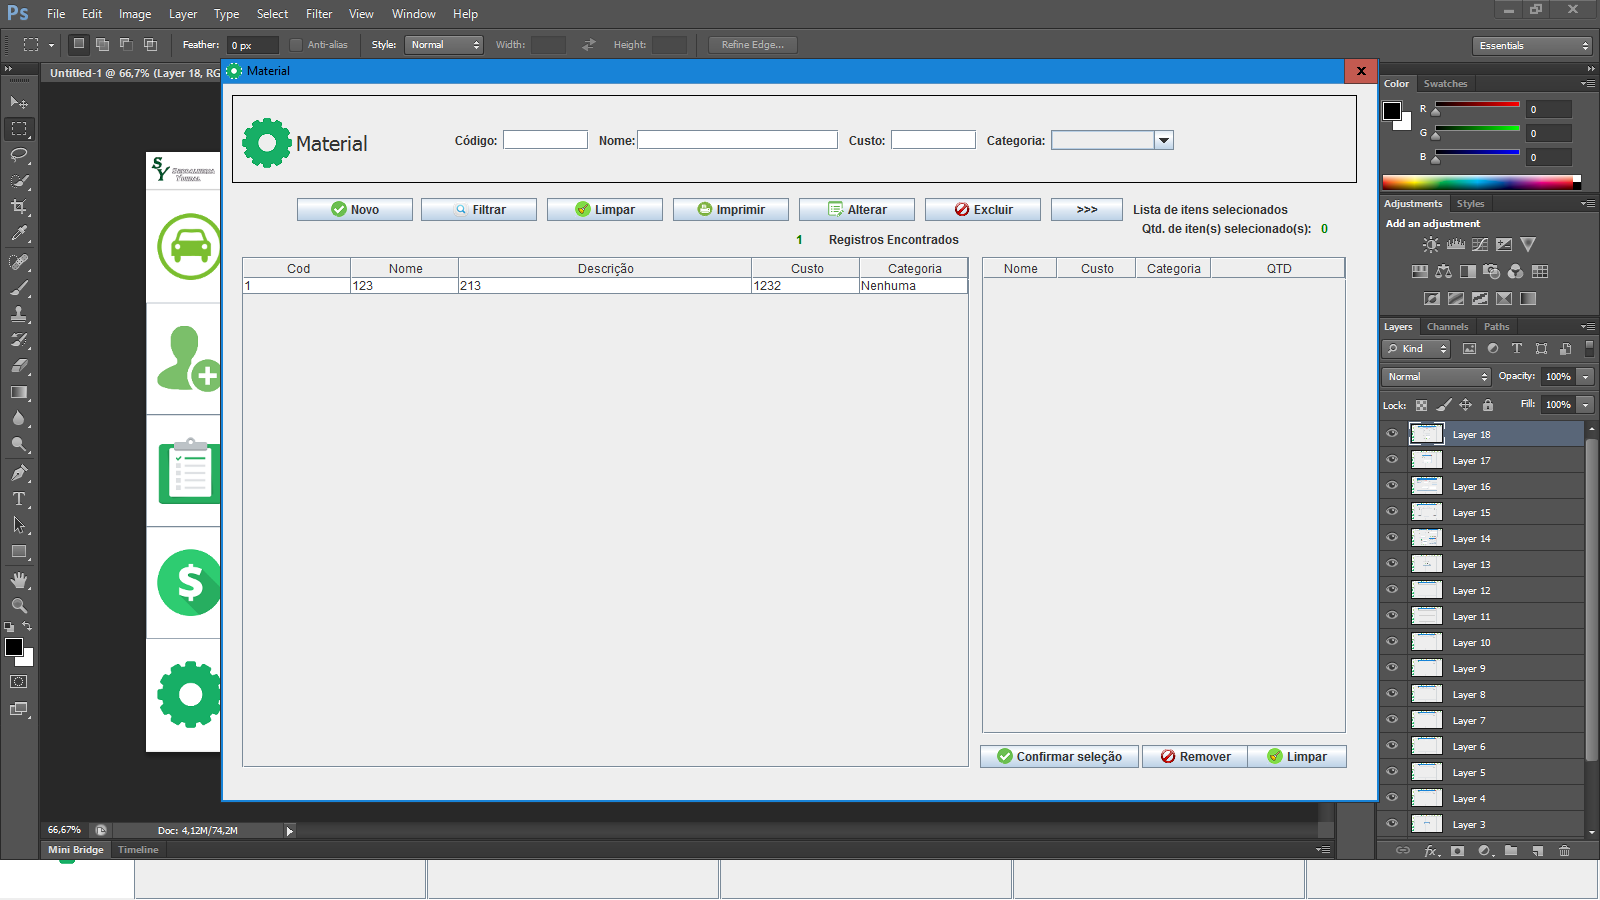 Ps File Edit Image Layer Type Select Filter View Window Help
Feather: 0 px Anti-alias Style: Normal Width: Height: Refine Edge... Essentials
Untitled-1 @ 66,7% (Layer 18, RG
Material
x
Material Código: Nome: Custo: Categoria:
Novo Filtrar Limpar Imprimir Alterar Excluir >>> Lista de itens selecionados
Qtd. de iten(s) selecionado(s): 0
1 Registros Encontrados
Cod Nome Descrição Custo Categoria
1 123 213 1232 Nenhuma
Nome Custo Categoria QTD
Confirmar seleção Remover Limpar
SY
Color Swatches
R 0
G 0
B 0
Adjustments Styles
Add an adjustment
Layers Channels Paths
Kind
Normal Opacity: 100%
Lock: Fill: 100%
Layer 18
Layer 17
Layer 16
Layer 15
Layer 14
Layer 13
Layer 12
Layer 11
Layer 10
Layer 9
Layer 8
Layer 7
Layer 6
Layer 5
Layer 4
Layer 3
fx
66,67% Doc: 4,12M/74,2M
Mini Bridge Timeline